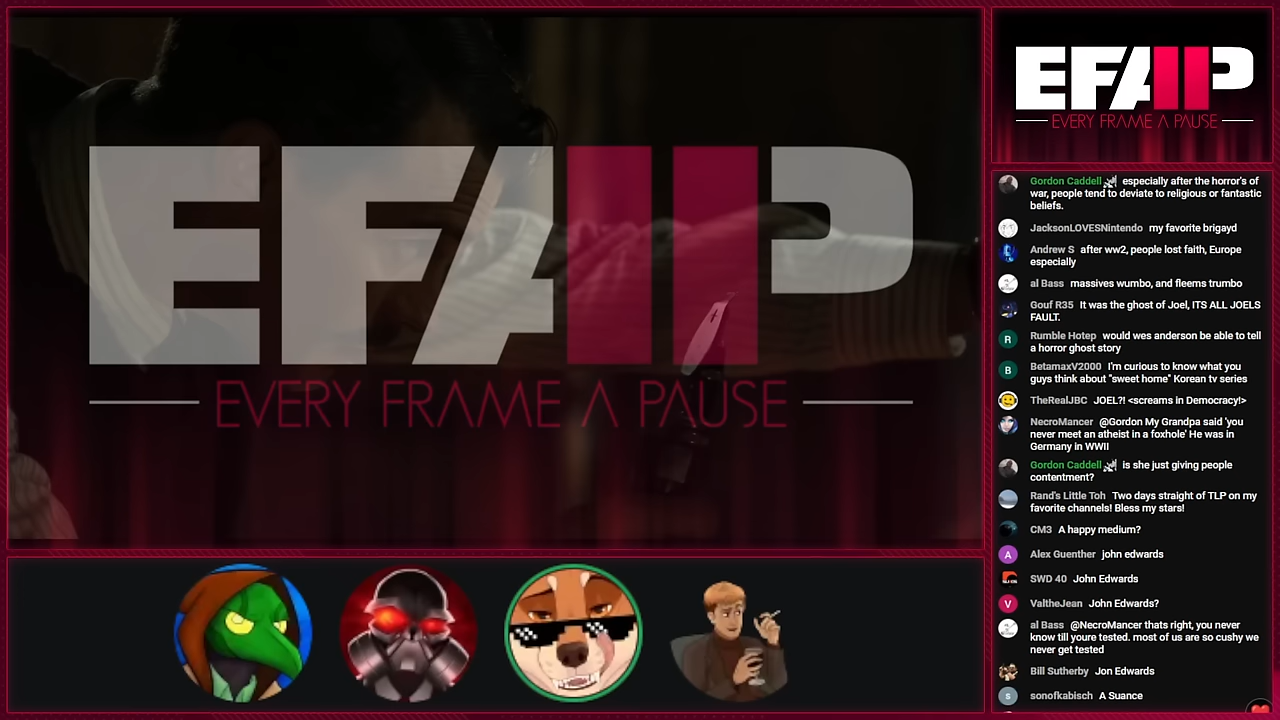 EFAP
EVERY FRAME A PAUSE
EFAP
EVERY FRAME A PAUSE
Gordon Caddell especially after the horror's of
war, people tend to deviate to religious or fantastic
beliefs.
JacksonLOVESNintendo my favorite brigayd
Andrew S after ww2, people lost faith, Europe
especially
al Bass massives wumbo, and fleems trumbo
Gouf R35 It was the ghost of Joel, ITS ALL JOELS
FAULT.
R
Rumble Hotep would wes anderson be able to tell
a horror ghost story
B
BetamaxV2000 I'm curious to know what you
guys think about "sweet home" Korean tv series
TheRealJBC JOEL?! <screams in Democracy!>
NecroMancer @Gordon My Grandpa said 'you
never meet an atheist in a foxhole' He was in
Germany in WWII
Gordon Caddell is she just giving people
contentment?
Rand's Little Toh Two days straight of TLP on my
favorite channels! Bless my stars!
CM3 A happy medium?
A
Alex Guenther john edwards
SWD 40 John Edwards
V
ValtheJean John Edwards?
al Bass @NecroMancer thats right, you never
know till youre tested. most of us are so cushy we
never get tested
Bill Sutherby Jon Edwards
s
sonofkabisch A Suance